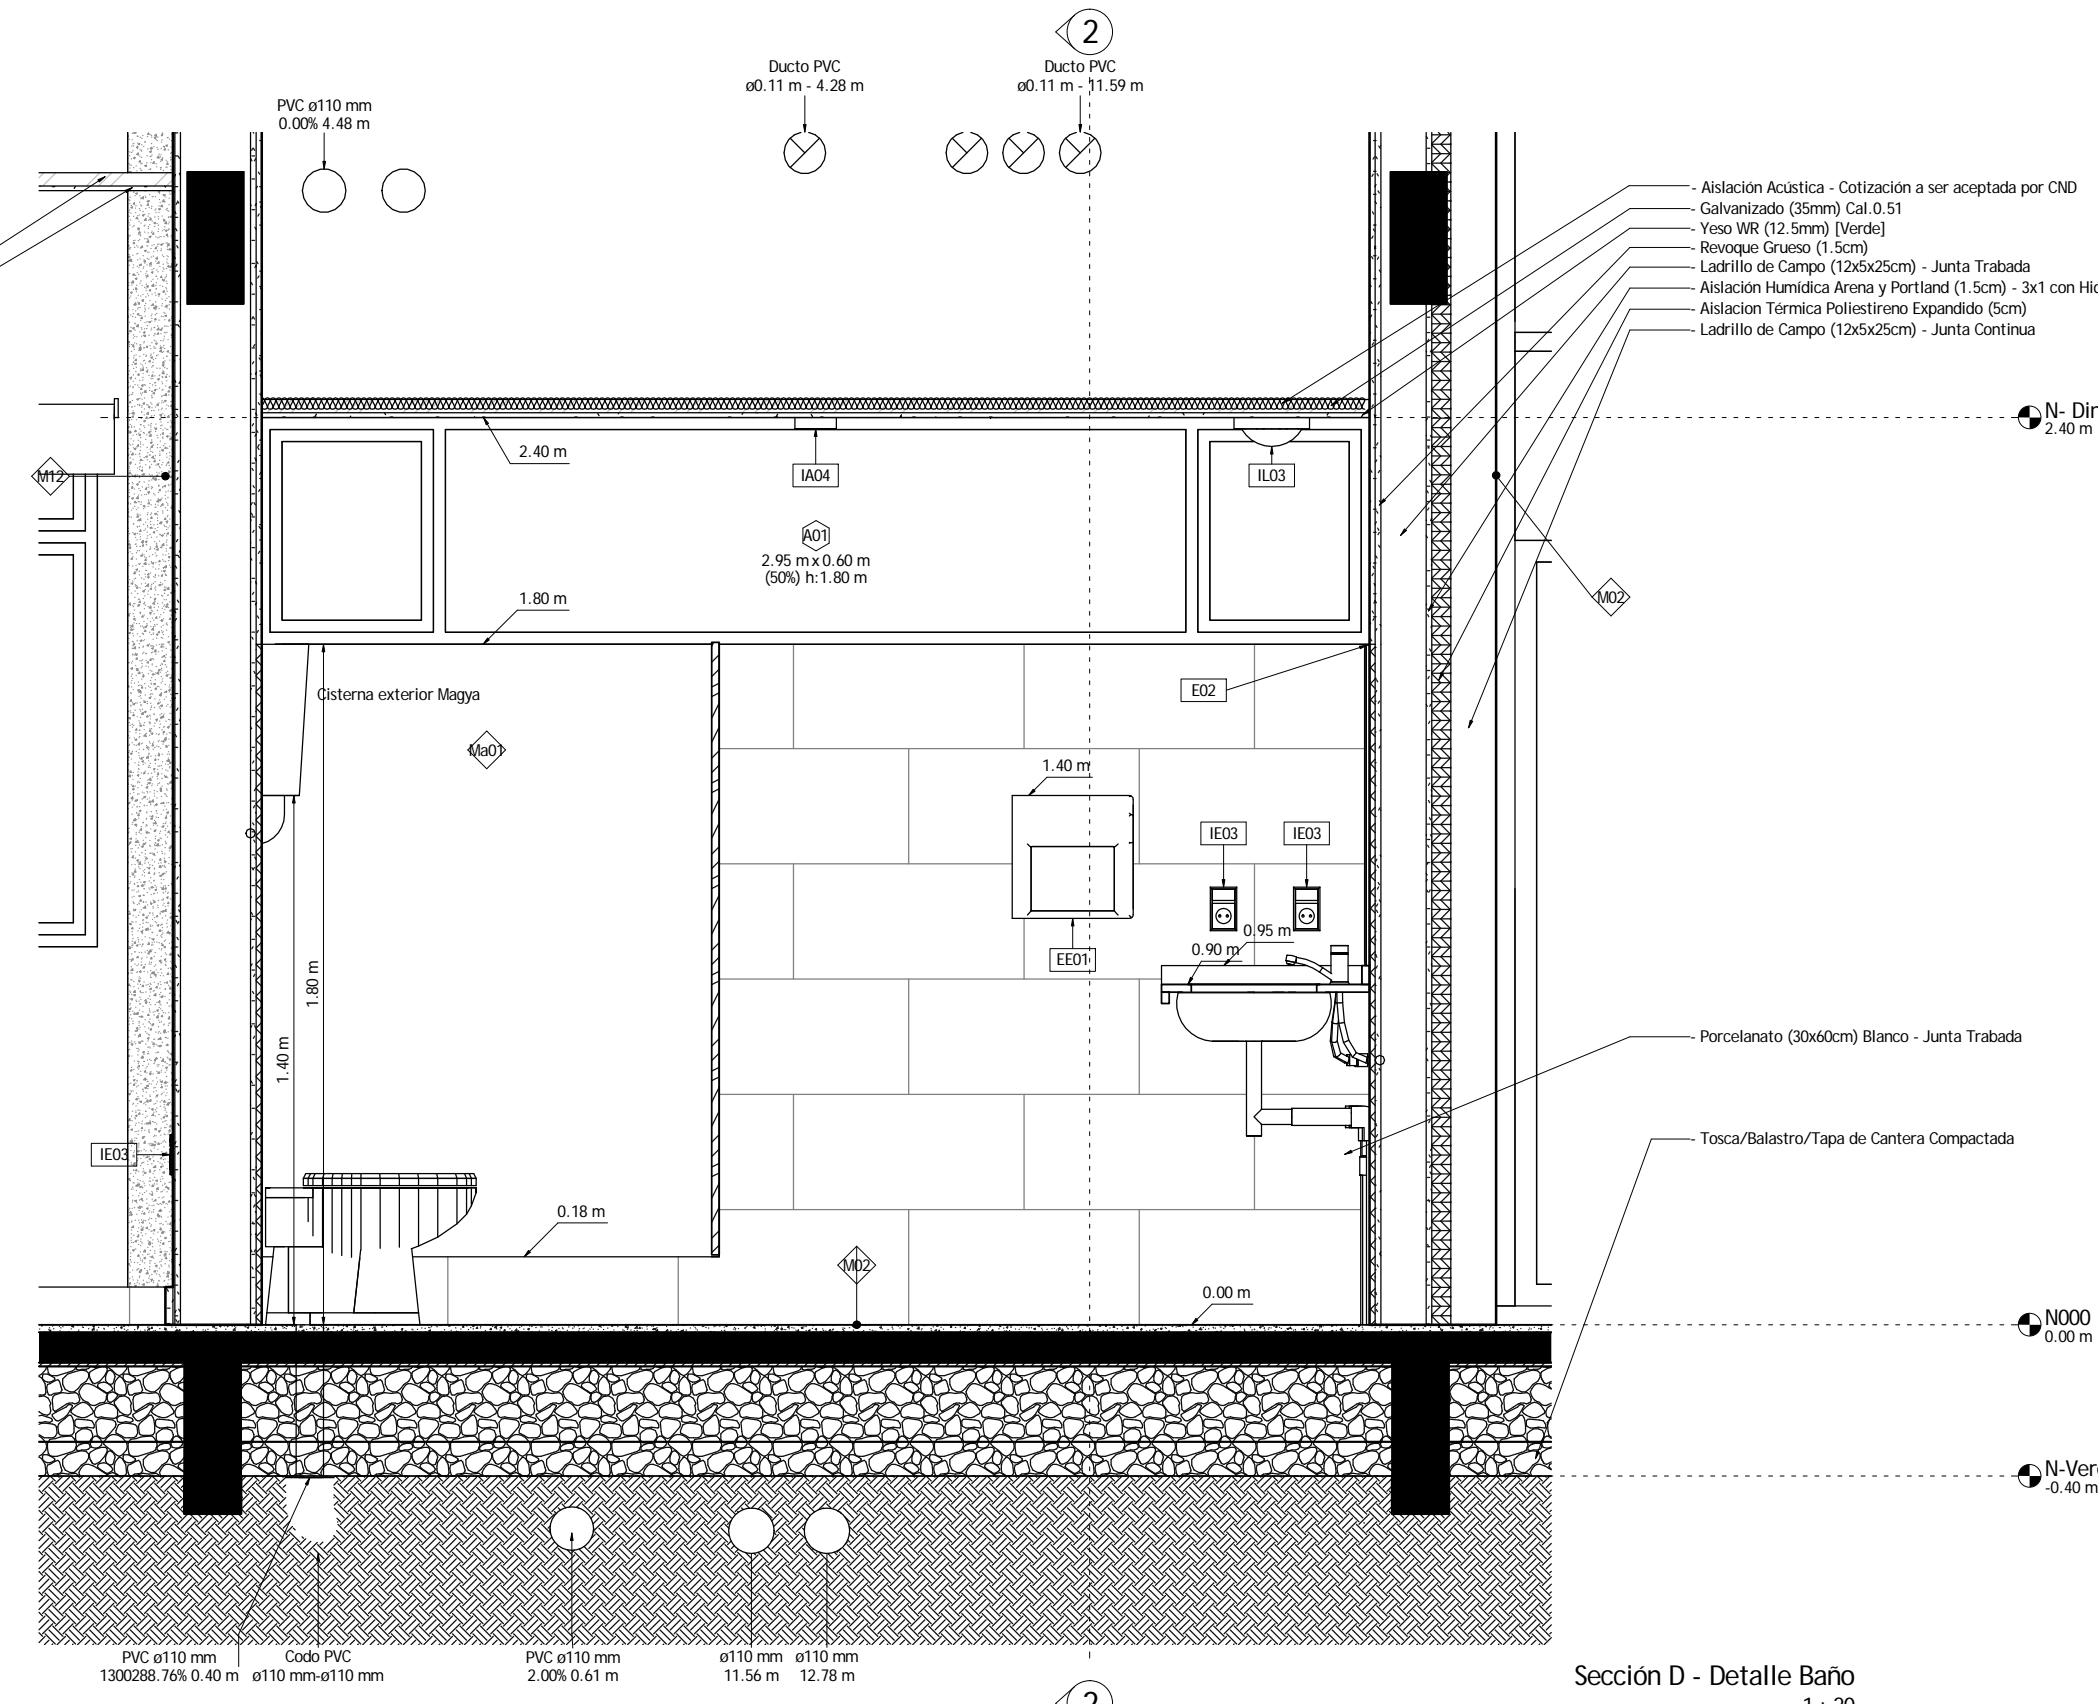 2
Ducto PVC
ø0.11 m - 4.28 m
Ducto PVC
ø0.11 m - 11.59 m
PVC ø110 mm
0.00% 4.48 m
- Aislación Acústica - Cotización a ser aceptada por CND
- Galvanizado (35mm) Cal.0.51
- Yeso WR (12.5mm) [Verde]
- Revoque Grueso (1.5cm)
- Ladrillo de Campo (12x5x25cm) - Junta Trabada
- Aislación Humídica Arena y Portland (1.5cm) - 3x1 con
- Aislacion Térmica Poliestireno Expandido (5cm)
- Ladrillo de Campo (12x5x25cm) - Junta Continua
N-
2.40 m
2.40 m
M12
IA04
IL03
A01
2.95 m x 0.60 m
(50%) h:1.80 m
1.80 m
M02
Cisterna exterior Magya
E02
Ma01
1.40 m
IE03
IE03
0.95 m
0.90 m
EE01
1.80 m
1.40 m
- Porcelanato (30x60cm) Blanco - Junta Trabada
- Tosca/Balastro/Tapa de Cantera Compactada
IE03
0.18 m
M02
0.00 m
N000
0.00 m
-0.40 m
PVC ø110 mm
1300288.76% 0.40 m
Codo PVC
ø110 mm-ø110 mm
PVC ø110 mm
2.00% 0.61 m
ø110 mm
11.56 m
ø110 mm
12.78 m
Sección D - Detalle Baño
2